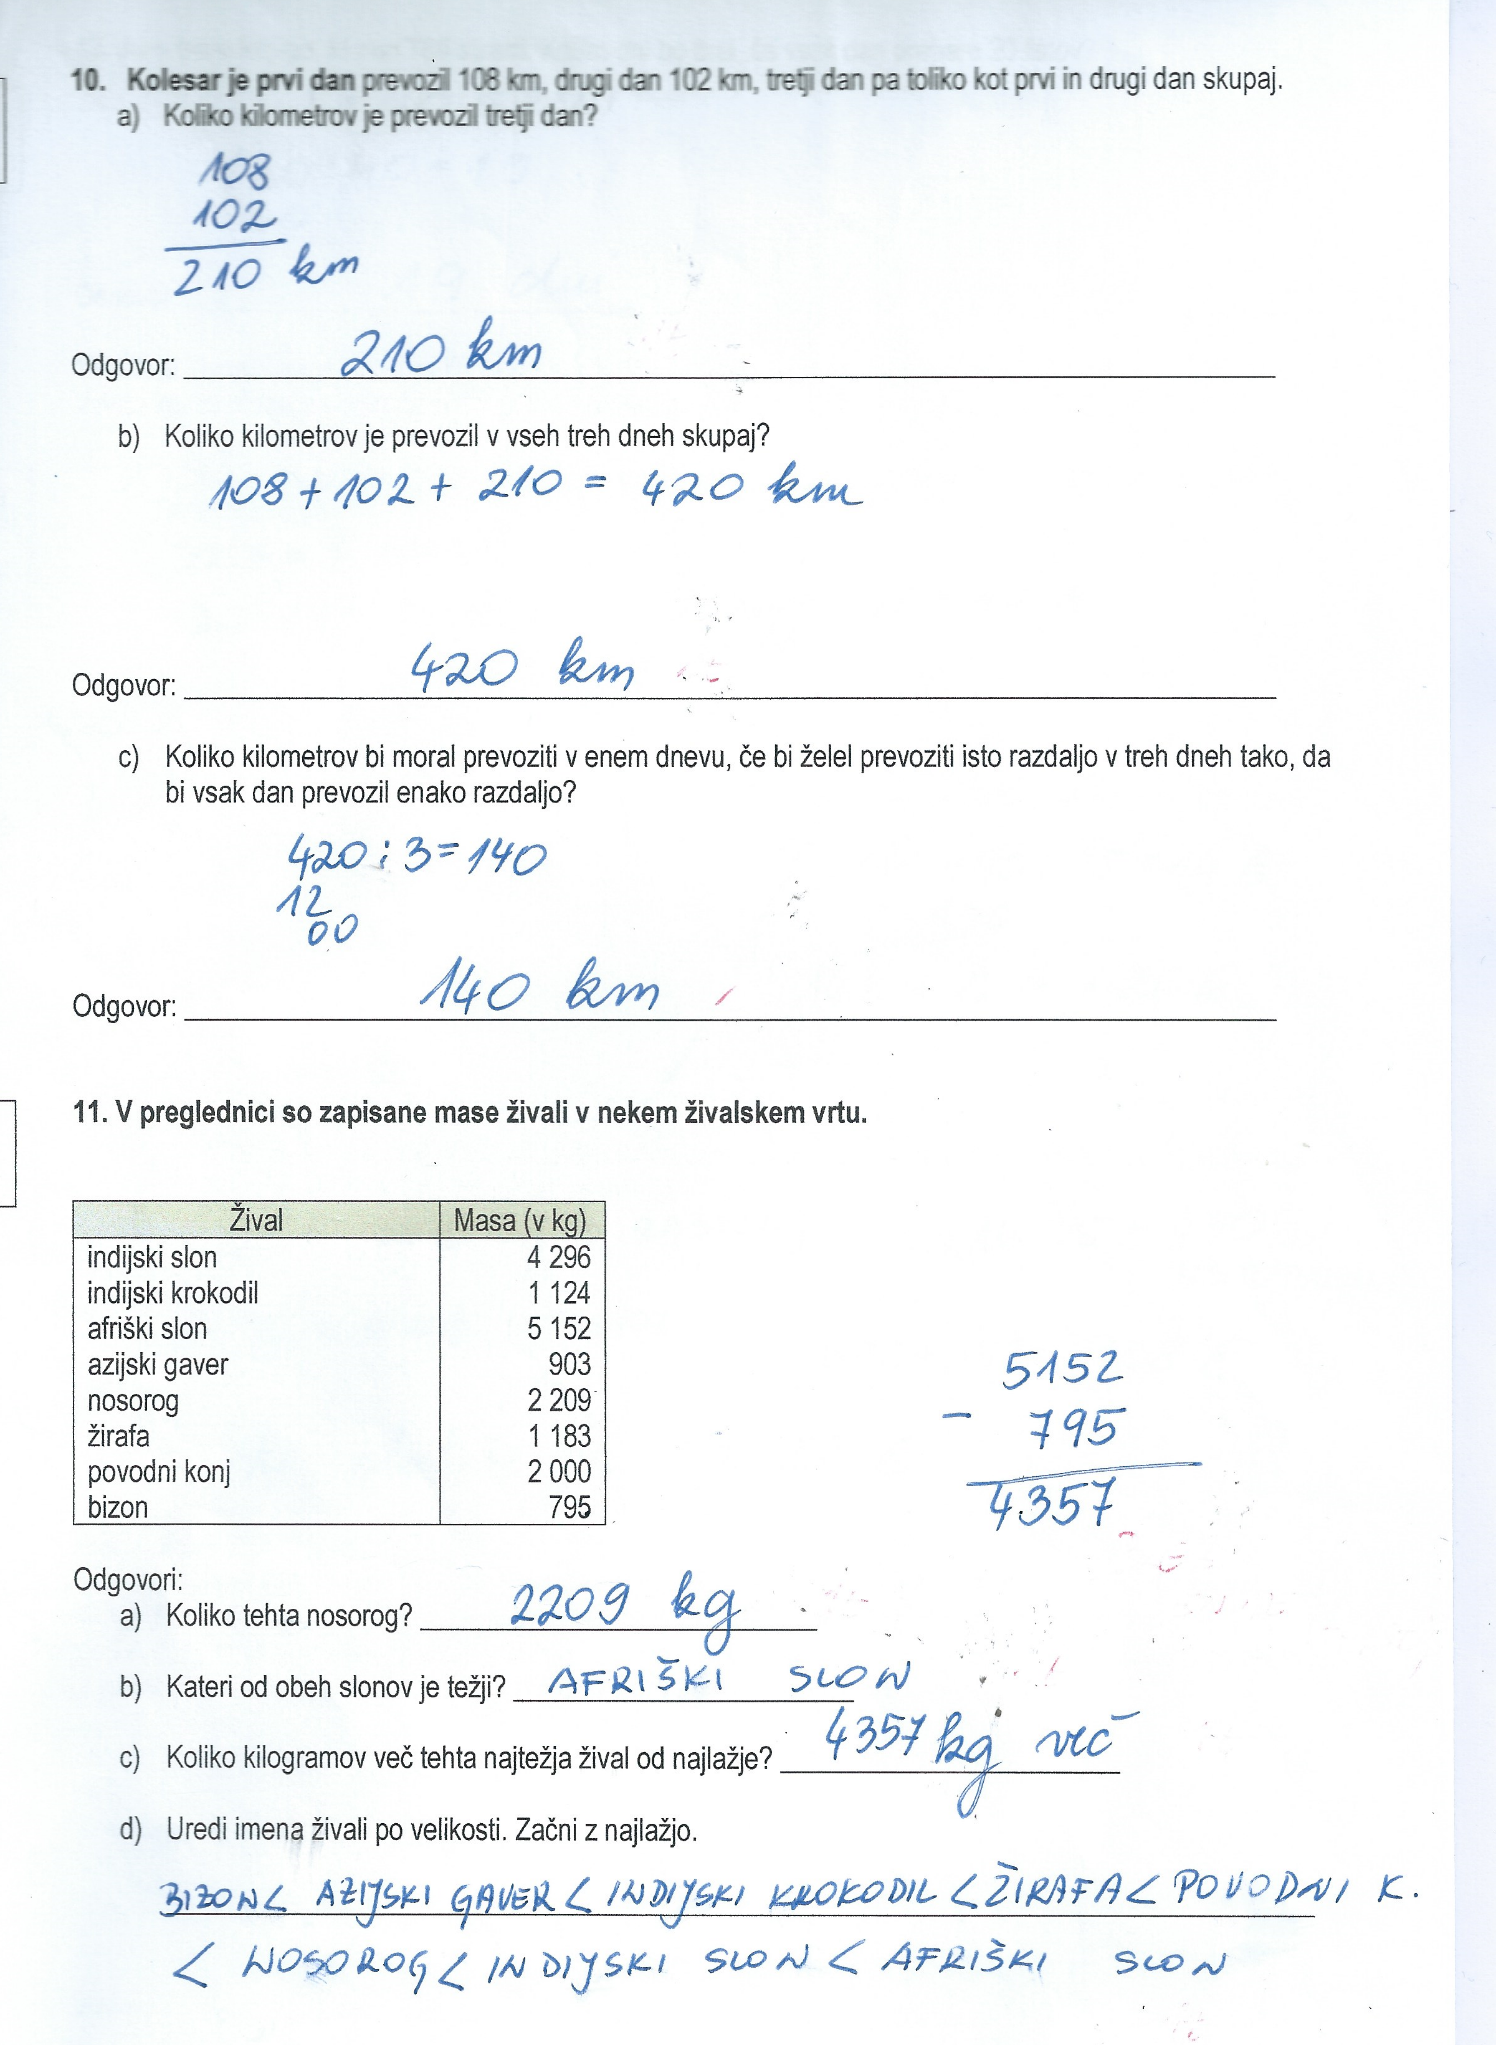 10. Kolesar je prvi dan prevozil 108 km, drugi dan 102 km, tretji dan pa toliko kot prvi in drugi dan skupaj.
a) Koliko kilometrov je prevozil tretji dan?
108
102
210 km
Odgovor: 210 km
b) Koliko kilometrov je prevozil v vseh treh dneh skupaj?
108 + 102 + 210 = 420 km
Odgovor: 420 km
c) Koliko kilometrov bi moral prevoziti v enem dnevu, če bi želel prevoziti isto razdaljo v treh dneh tako, da
bi vsak dan prevozil enako razdaljo?
420 : 3 = 140
12
00
Odgovor: 140 km
11. V preglednici so zapisane mase živali v nekem živalskem vrtu.
Žival Masa (v kg)
indijski slon 4 296
indijski krokodil 1 124
afriški slon 5 152
azijski gaver 903
nosorog 2 209
žirafa 1 183
povodni konj 2 000
bizon 795
5152
- 795
4357
Odgovori:
a) Koliko tehta nosorog? 2209 kg
b) Kateri od obeh slonov je težji? AFRIŠKI SLON
c) Koliko kilogramov več tehta najtežja žival od najlažje? 4357 kg več
d) Uredi imena živali po velikosti. Začni z najlažjo.
BIZON < AZIJSKI GAVER < INDIJSKI KROKODIL < ŽIRAFA < POVODNI K.
< NOSOROG < INDIJSKI SLON < AFRIŠKI SLON